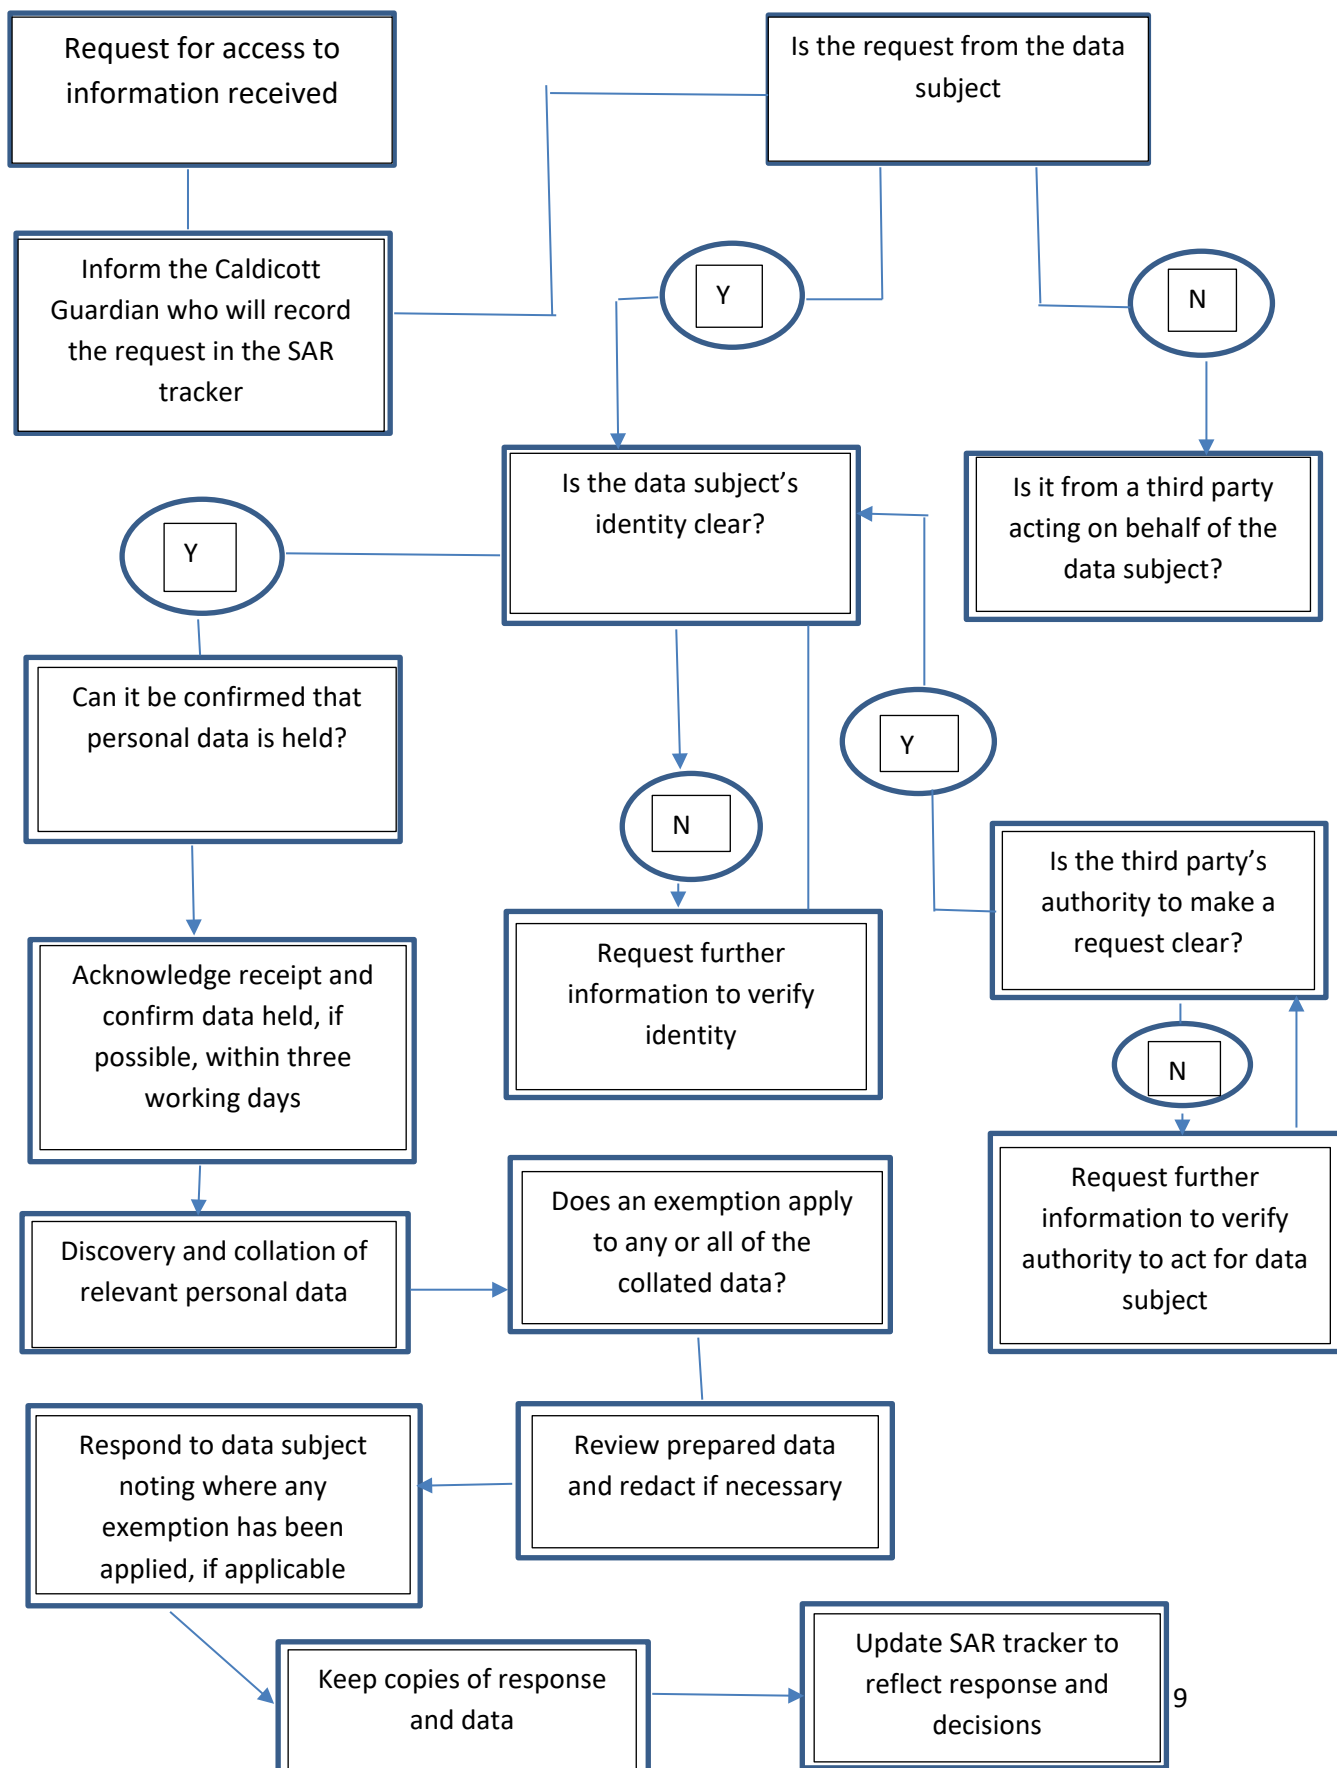 Request for access to
information received
Is the request from the data
subject
Inform the Caldicott
Guardian who will record
the request in the SAR
tracker
Y
N
Is the data subject’s
identity clear?
Is it from a third party
acting on behalf of the
data subject?
Y
Can it be confirmed that
personal data is held?
Y
N
Is the third party’s
authority to make a
request clear?
Acknowledge receipt and
confirm data held, if
possible, within three
working days
Request further
information to verify
identity
N
Request further
information to verify
authority to act for data
subject
Discovery and collation of
relevant personal data
Does an exemption apply
to any or all of the
collated data?
Review prepared data
and redact if necessary
Respond to data subject
noting where any
exemption has been
applied, if applicable
Keep copies of response
and data
Update SAR tracker to
reflect response and
decisions
9